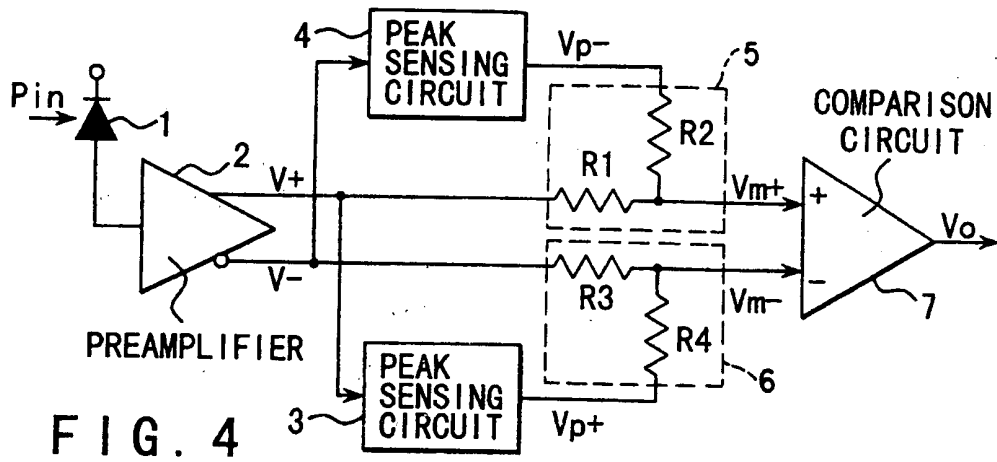 4
PEAK
SENSING
CIRCUIT
Vp-
5
Pin
1
R2
COMPARISON
CIRCUIT
2
V+
R1
Vm+
+
Vo
V-
R3
Vm-
-
7
PREAMPLIFIER
R4
PEAK
SENSING
CIRCUIT
3
6
Vp+
FIG. 4